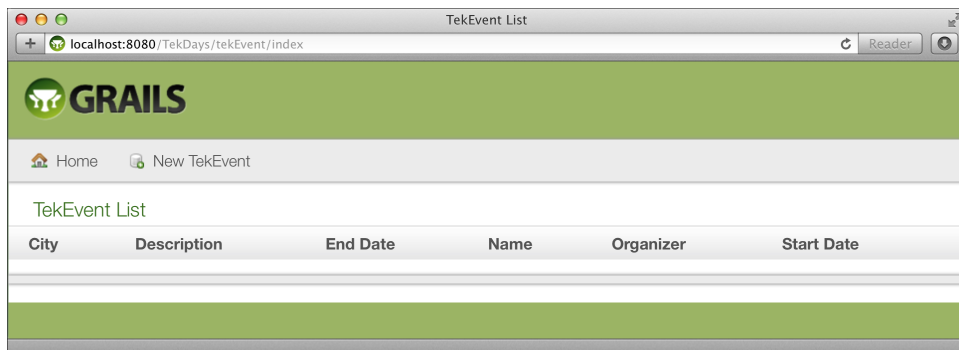 TekEvent List
localhost:8080/TekDays/tekEvent/index
Reader
GRAILS
Home New TekEvent
TekEvent List
City Description End Date Name Organizer Start Date